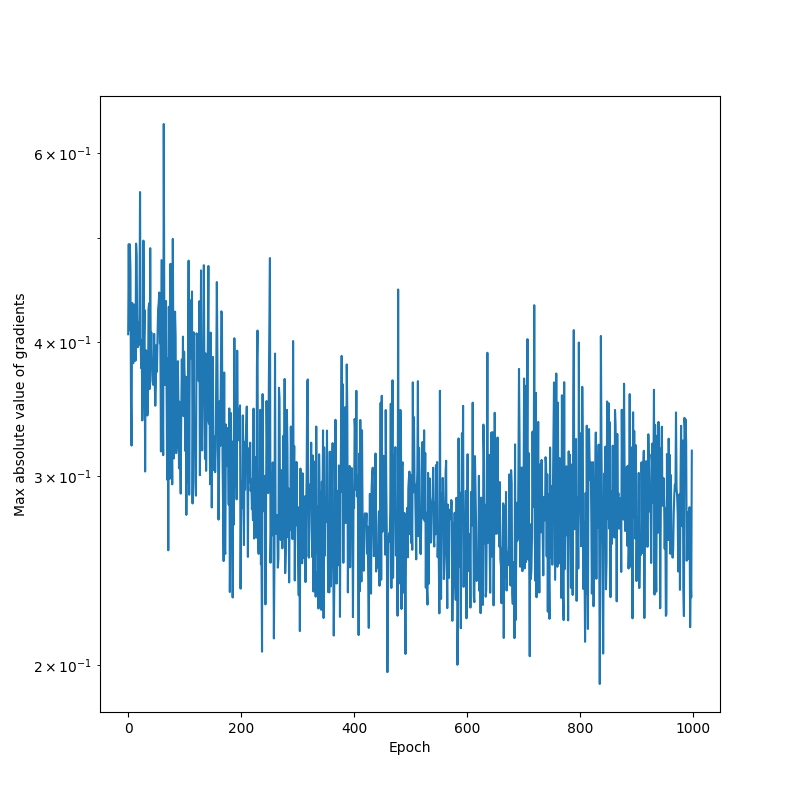 Max absolute value of gradients
6 × 10⁻¹
4 × 10⁻¹
3 × 10⁻¹
2 × 10⁻¹
0 200 400 600 800 1000
Epoch